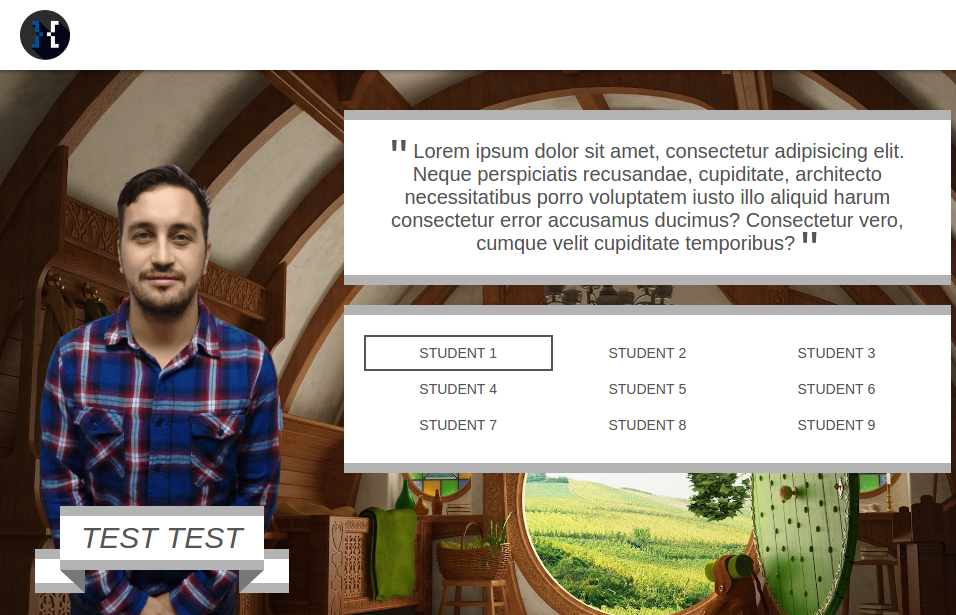 " Lorem ipsum dolor sit amet, consectetur adipisicing elit.
Neque perspiciatis recusandae, cupiditate, architecto
necessitatibus porro voluptatem iusto illo aliquid harum
consectetur error accusamus ducimus? Consectetur vero,
cumque velit cupiditate temporibus? "
STUDENT 1 STUDENT 2 STUDENT 3
STUDENT 4 STUDENT 5 STUDENT 6
STUDENT 7 STUDENT 8 STUDENT 9
TEST TEST